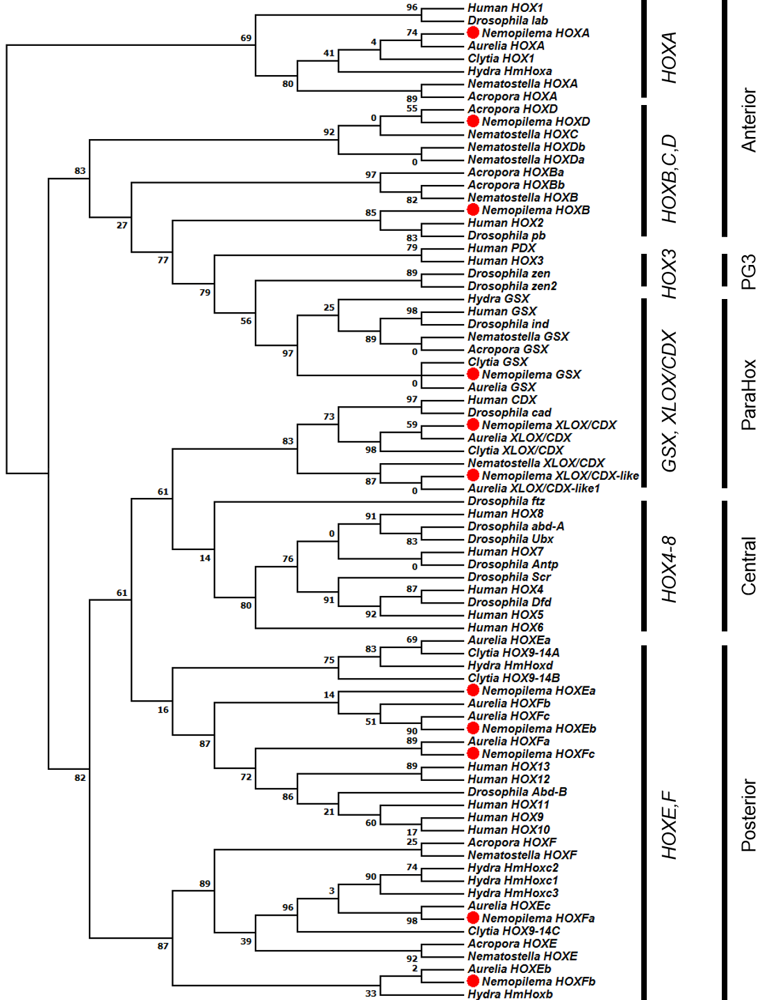 96 Human HOX1
Drosophila lab
69
74 Nemopilema HOXA
4 Aurelia HOXA
41 Clytia HOX1
Hydra HmHoxa
80 Nematostella HOXA
89 Acropora HOXA
HOXA
55 Acropora HOXD
0 Nemopilema HOXD
92 Nematostella HOXC
Nematostella HOXDb
0 Nematostella HOXDa
83
97 Acropora HOXBa
Acropora HOXBb
82 Nematostella HOXB
27
85 Nemopilema HOXB
Human HOX2
83 Drosophila pb
HOXB,C,D
Anterior
77
79 Human PDX
Human HOX3
79
89 Drosophila zen
Drosophila zen2
HOX3
PG3
56
25 Hydra GSX
98 Human GSX
Drosophila ind
89 Nematostella GSX
0 Acropora GSX
97
Clytia GSX
Nemopilema GSX
0 Aurelia GSX
97 Human CDX
73 Drosophila cad
59 Nemopilema XLOX/CDX
Aurelia XLOX/CDX
98 Clytia XLOX/CDX
83
Nematostella XLOX/CDX
87 Nemopilema XLOX/CDX-like
0 Aurelia XLOX/CDX-like1
GSX, XLOX/CDX
ParaHox
61
Drosophila ftz
14
91 Human HOX8
Drosophila abd-A
83 Drosophila Ubx
0
Human HOX7
0 Drosophila Antp
76
Drosophila Scr
91
87 Human HOX4
Drosophila Dfd
92 Human HOX5
80
Human HOX6
HOX4-8
Central
61
69 Aurelia HOXEa
83 Clytia HOX9-14A
Hydra HmHoxd
75 Clytia HOX9-14B
16
14 Nemopilema HOXEa
Aurelia HOXFb
51 Aurelia HOXFc
90 Nemopilema HOXEb
87
89 Aurelia HOXFa
Nemopilema HOXFc
72
89 Human HOX13
Human HOX12
86
Drosophila Abd-B
21 Human HOX11
60 Human HOX9
17 Human HOX10
82
25 Acropora HOXF
Nematostella HOXF
89
74 Hydra HmHoxc2
90 Hydra HmHoxc1
Hydra HmHoxc3
3
Aurelia HOXEc
98 Nemopilema HOXFa
96
Clytia HOX9-14C
39
Acropora HOXE
92 Nematostella HOXE
87
2 Aurelia HOXEb
Nemopilema HOXFb
33 Hydra HmHoxb
HOXE,F
Posterior